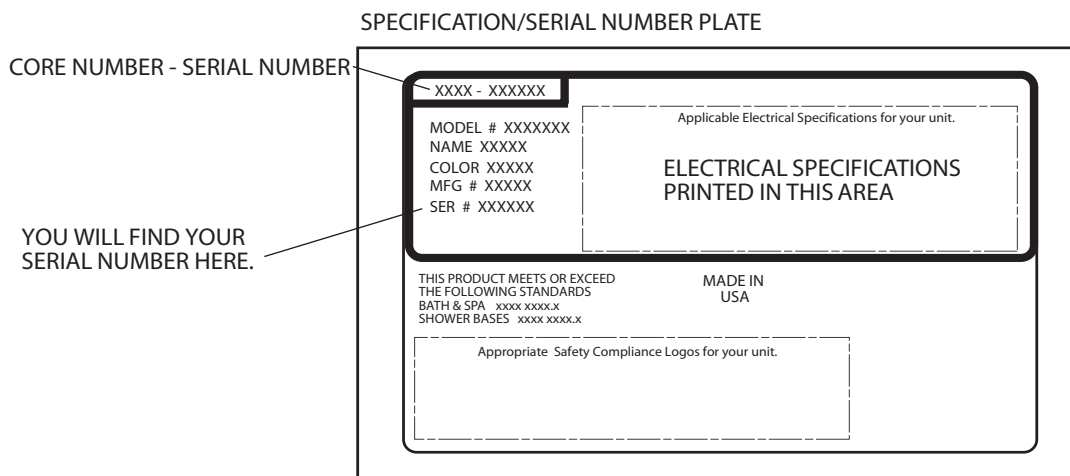 SPECIFICATION/SERIAL NUMBER PLATE
CORE NUMBER - SERIAL NUMBER
XXXX - XXXXXX
MODEL # XXXXXXX
NAME XXXXX
COLOR XXXXX
MFG # XXXXX
SER # XXXXXX
Applicable Electrical Specifications for your unit.
ELECTRICAL SPECIFICATIONS
PRINTED IN THIS AREA
YOU WILL FIND YOUR
SERIAL NUMBER HERE.
THIS PRODUCT MEETS OR EXCEED
THE FOLLOWING STANDARDS
BATH & SPA xxxx xxxx.x
SHOWER BASES xxxx xxxx.x
MADE IN
USA
Appropriate Safety Compliance Logos for your unit.